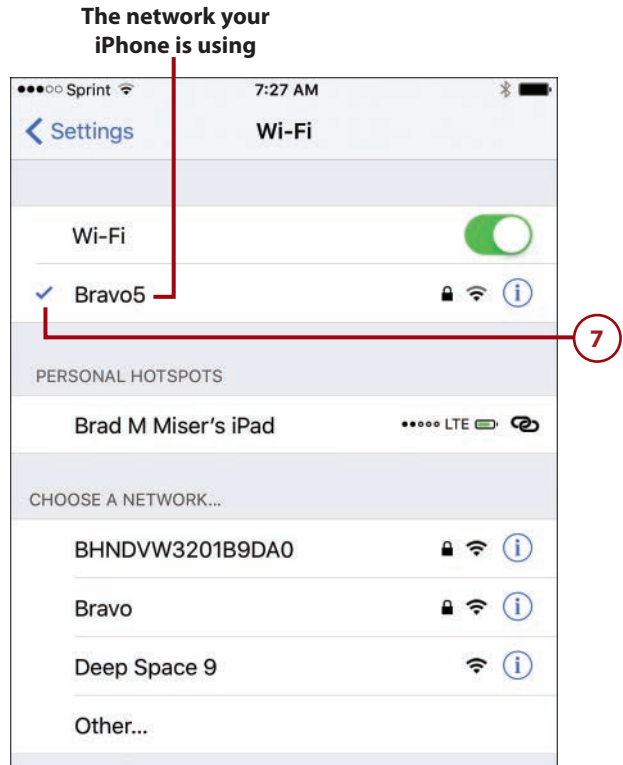 The network your
iPhone is using
Sprint 7:27 AM
Settings Wi-Fi
Wi-Fi
Bravo5
7
PERSONAL HOTSPOTS
Brad M Miser's iPad LTE
CHOOSE A NETWORK...
BHNDVW3201B9DA0
Bravo
Deep Space 9
Other...